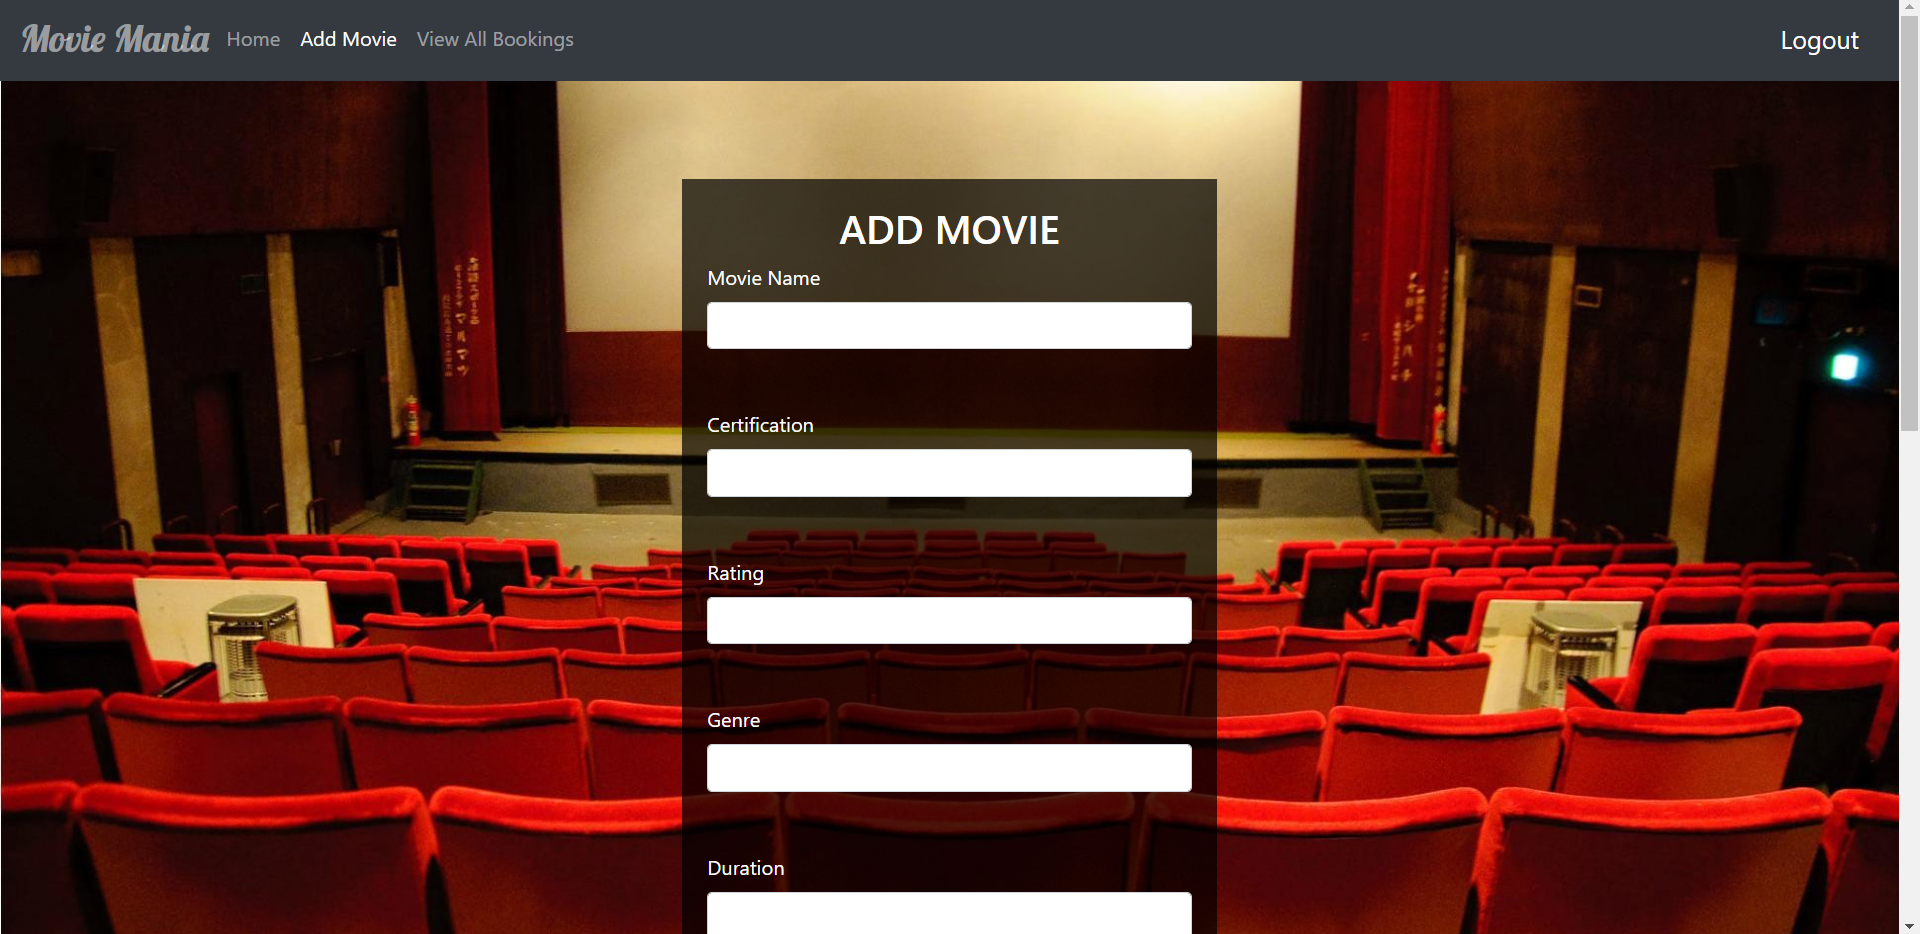 Movie Mania Home Add Movie View All Bookings Logout
ADD MOVIE
Movie Name
Certification
Rating
Genre
Duration